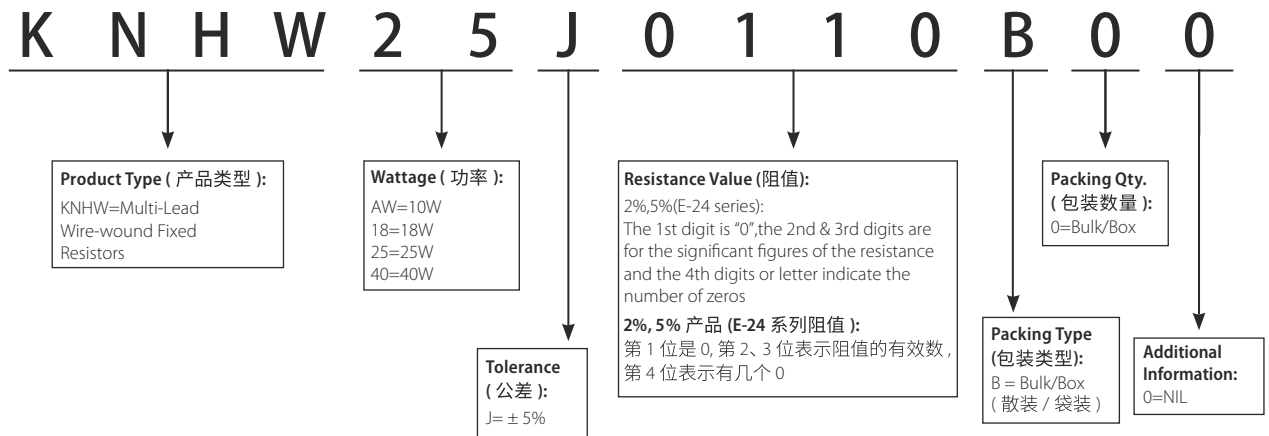 K N H W 2 5 J 0 1 1 0 B 0 0
Product Type ( 产品类型 ):
KNHW=Multi-Lead
Wire-wound Fixed
Resistors
Wattage ( 功率 ):
AW=10W
18=18W
25=25W
40=40W
Tolerance
( 公差 ):
J= ± 5%
Resistance Value (阻值):
2%,5%(E-24 series):
The 1st digit is “0”,the 2nd & 3rd digits are
for the significant figures of the resistance
and the 4th digits or letter indicate the
number of zeros
2%, 5% 产品 (E-24 系列阻值 ):
第 1 位是 0, 第 2、3 位表示阻值的有效数 ,
第 4 位表示有几个 0
Packing Type
(包装类型):
B = Bulk/Box
( 散装 / 袋装 )
Packing Qty.
( 包装数量 ):
0=Bulk/Box
Additional
Information:
0=NIL